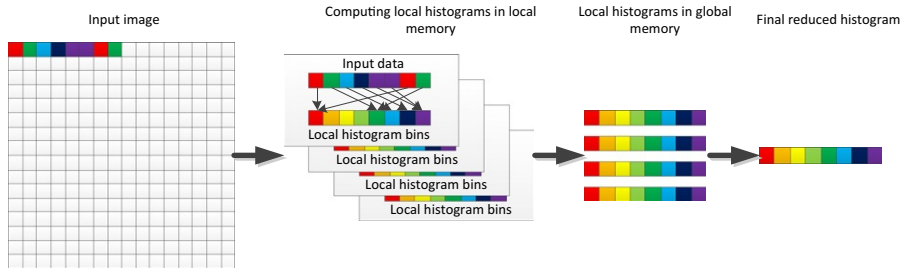 Input image
Computing local histograms in local
memory
Local histograms in global
memory
Final reduced histogram
Input data
Local histogram bins
Local histogram bins
Local histogram bins
Local histogram bins